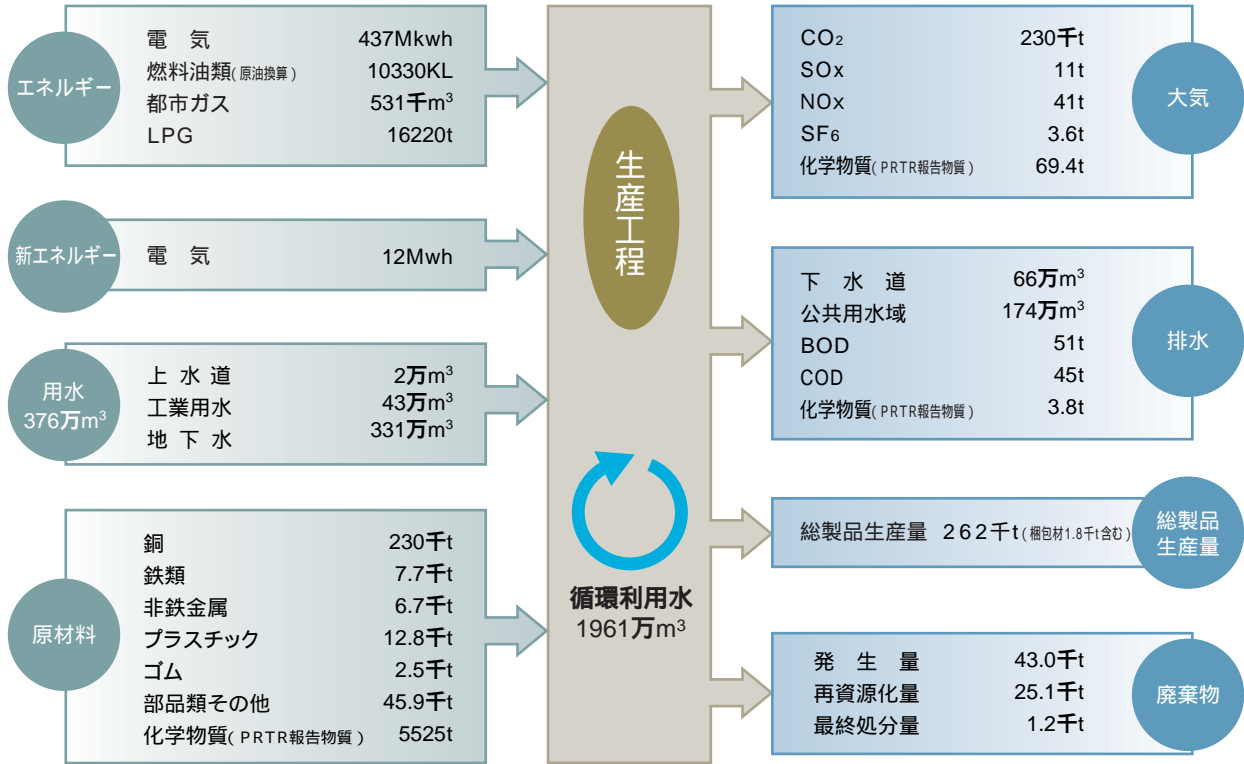 エネルギー
電 気 437Mkwh
燃料油類(原油換算) 10330KL
都市ガス 531千m³
LPG 16220t
新エネルギー
電 気 12Mwh
用水
376万m³
上 水 道 2万m³
工業用水 43万m³
地 下 水 331万m³
原材料
銅 230千t
鉄類 7.7千t
非鉄金属 6.7千t
プラスチック 12.8千t
ゴム 2.5千t
部品類その他 45.9千t
化学物質(PRTR報告物質) 5525t
生産工程
循環利用水
1961万m³
CO₂ 230千t
SOx 11t
NOx 41t
SF₆ 3.6t
化学物質(PRTR報告物質) 69.4t
大気
下 水 道 66万m³
公共用水域 174万m³
BOD 51t
COD 45t
化学物質(PRTR報告物質) 3.8t
排水
総製品生産量 262千t(梱包材1.8千t含む)
総製品
生産量
発 生 量 43.0千t
再資源化量 25.1千t
最終処分量 1.2千t
廃棄物